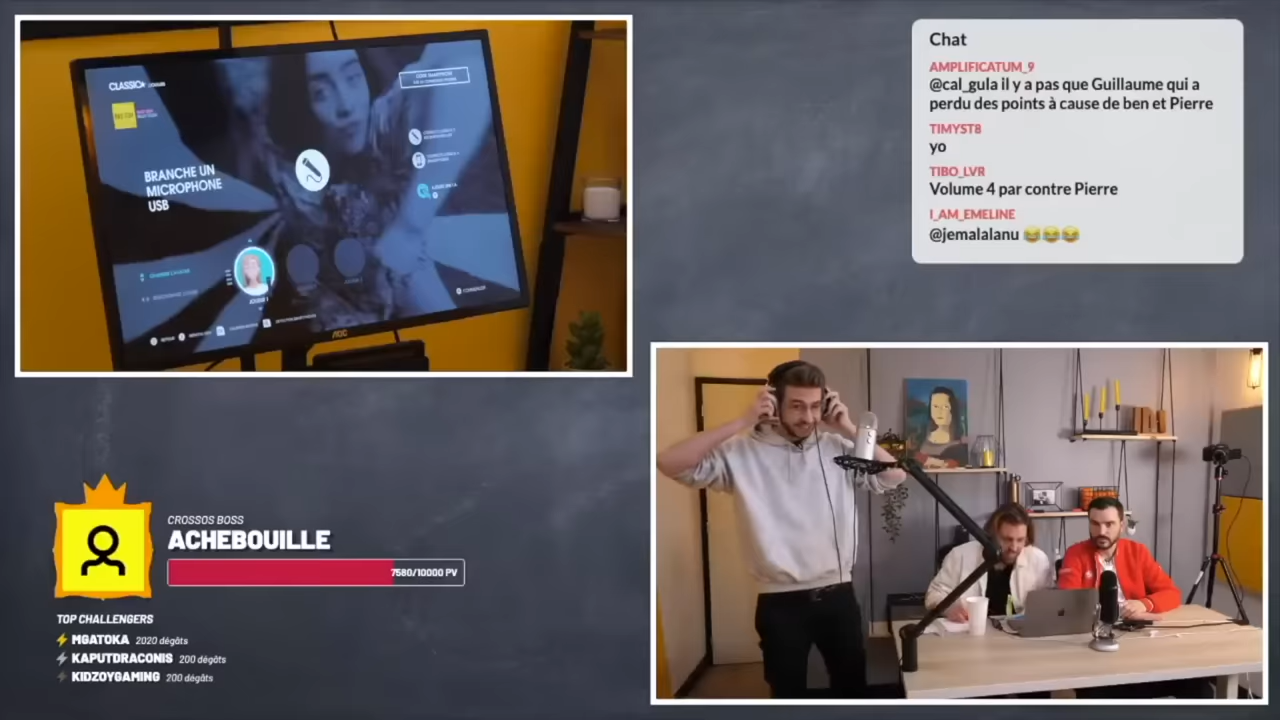 CLASSIC
BRANCHE UN
MICROPHONE
USB
AOC
Chat
AMPLIFICATUM_9
@cal_gula il y a pas que Guillaume qui a
perdu des points à cause de ben et Pierre
TIMYST8
yo
TIBO_LVR
Volume 4 par contre Pierre
I_AM_EMELINE
@jemalalanu 😂😂😂
CROSSOS BOSS
ACHEBOUILLE
7580/10000 PV
TOP CHALLENGERS
MGATOKA 2020 dégâts
KAPUTDRACONIS 200 dégâts
KIDZOYGAMING 200 dégâts